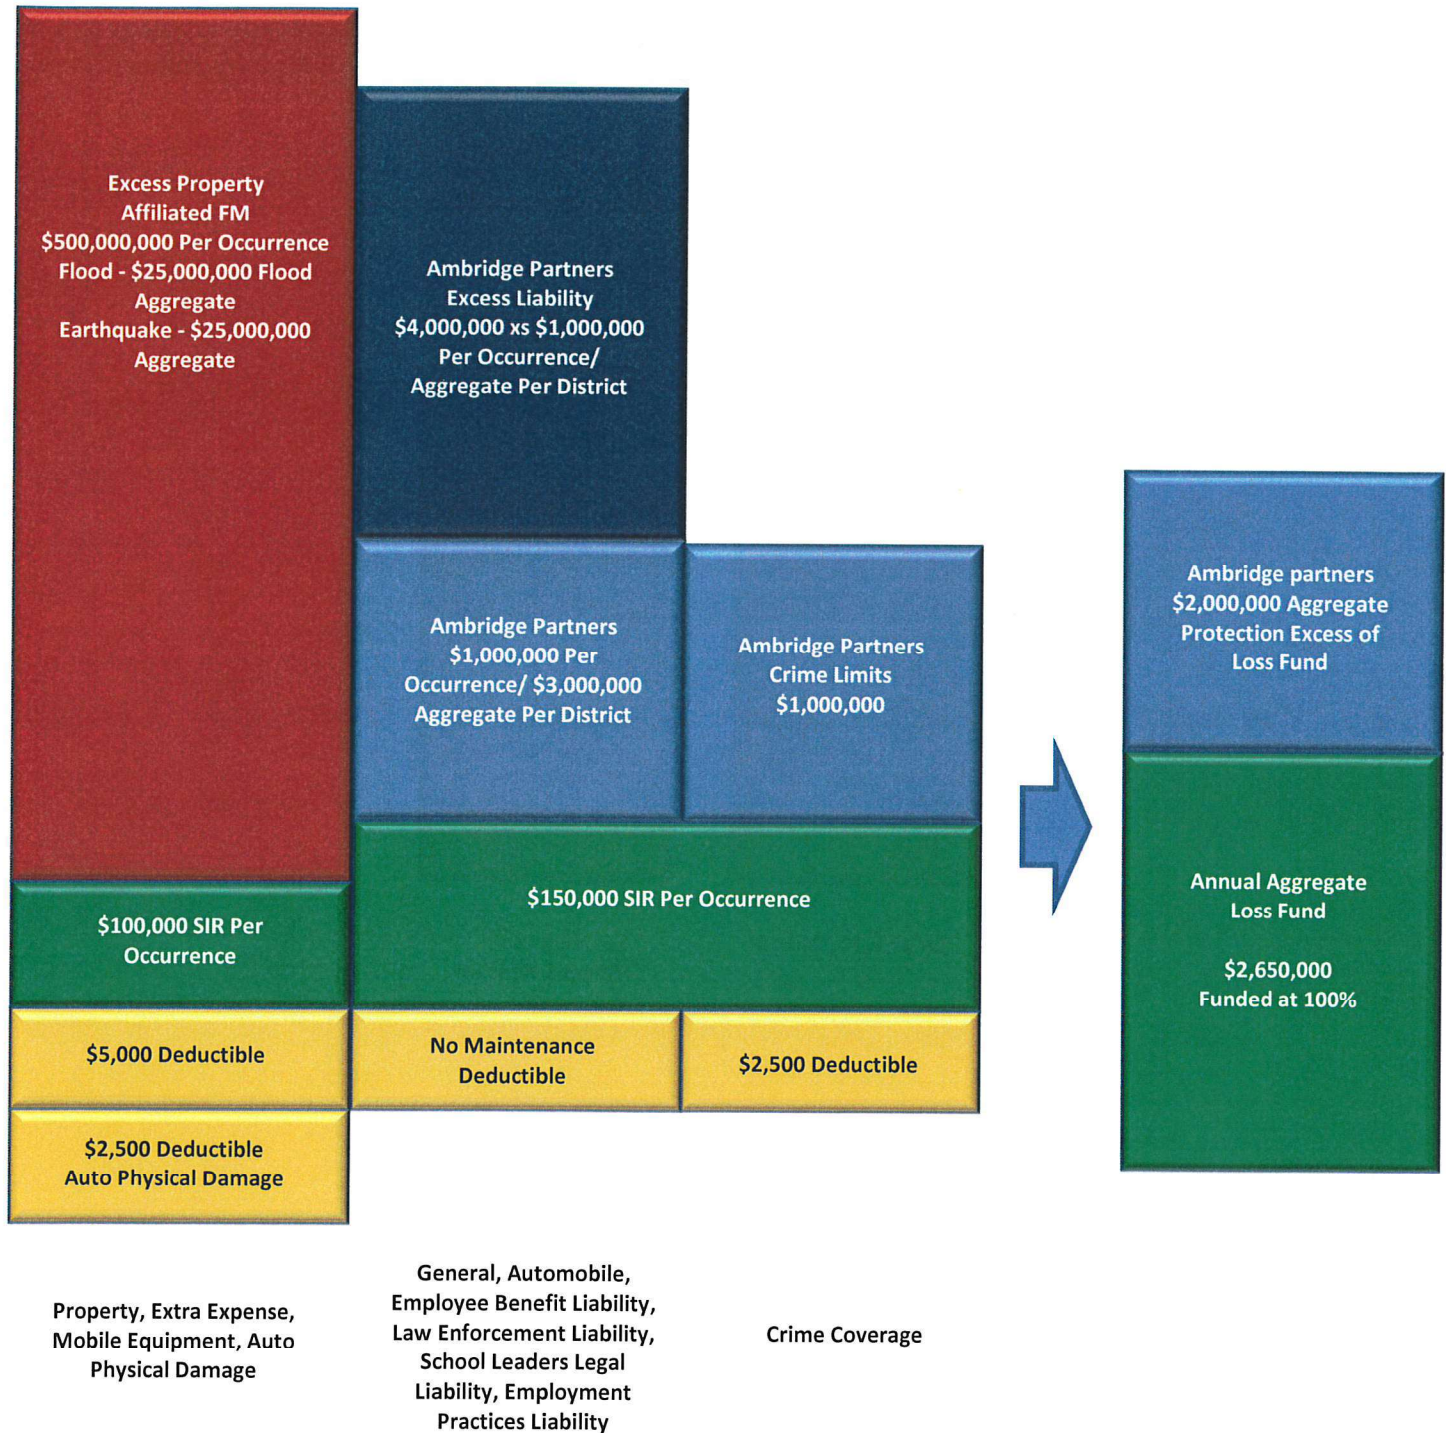 Excess Property
Affiliated FM
$500,000,000 Per Occurrence
Flood - $25,000,000 Flood
Aggregate
Earthquake - $25,000,000
Aggregate
Ambridge Partners
Excess Liability
$4,000,000 xs $1,000,000
Per Occurrence/
Aggregate Per District
Ambridge Partners
$1,000,000 Per
Occurrence/ $3,000,000
Aggregate Per District
Ambridge Partners
Crime Limits
$1,000,000
Ambridge partners
$2,000,000 Aggregate
Protection Excess of
Loss Fund
$100,000 SIR Per
Occurrence
$150,000 SIR Per Occurrence
Annual Aggregate
Loss Fund
$2,650,000
Funded at 100%
$5,000 Deductible
No Maintenance
Deductible
$2,500 Deductible
$2,500 Deductible
Auto Physical Damage
Property, Extra Expense,
Mobile Equipment, Auto
Physical Damage
General, Automobile,
Employee Benefit Liability,
Law Enforcement Liability,
School Leaders Legal
Liability, Employment
Practices Liability
Crime Coverage